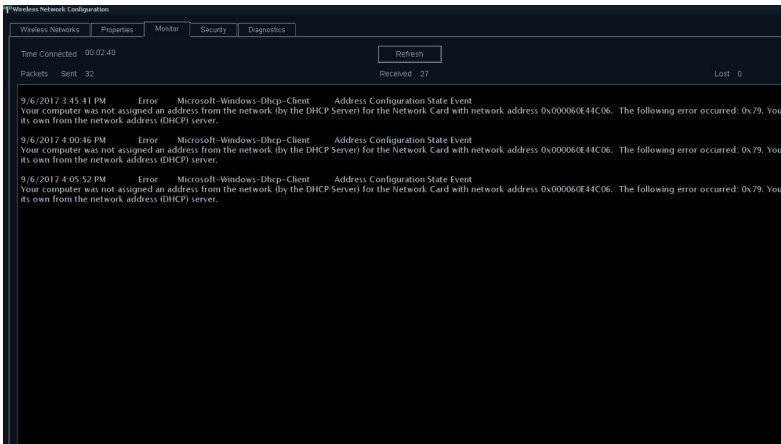 Wireless Network Configuration
Wireless Networks Properties Monitor Security Diagnostics
Time Connected 00:02:40 Refresh
Packets Sent 32 Received 27 Lost 0
9/6/2017 3:45:41 PM Error Microsoft-Windows-Dhcp-Client Address Configuration State Event
Your computer was not assigned an address from the network (by the DHCP Server) for the Network Card with network address 0x000060E44C06. The following error occurred: 0x79. You
its own from the network address (DHCP) server.
9/6/2017 4:00:46 PM Error Microsoft-Windows-Dhcp-Client Address Configuration State Event
Your computer was not assigned an address from the network (by the DHCP Server) for the Network Card with network address 0x000060E44C06. The following error occurred: 0x79. You
its own from the network address (DHCP) server.
9/6/2017 4:05:52 PM Error Microsoft-Windows-Dhcp-Client Address Configuration State Event
Your computer was not assigned an address from the network (by the DHCP Server) for the Network Card with network address 0x000060E44C06. The following error occurred: 0x79. You
its own from the network address (DHCP) server.